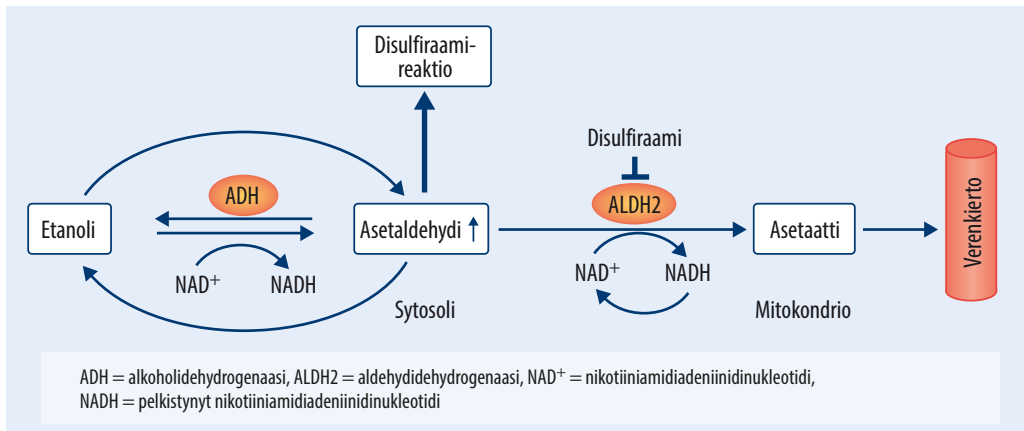 Disulfiraami-
reaktio
Disulfiraami
ADH
ALDH2
Etanoli
Asetaldehydi ↑
Asetaatti
Verenkierto
NAD+
NADH
NAD+
NADH
Sytosoli
Mitokondrio
ADH = alkoholidehydrogenaasi, ALDH2 = aldehydidehydrogenaasi, NAD+ = nikotiiniamidiadeniinidinukleotidi,
NADH = pelkistynyt nikotiiniamidiadeniinidinukleotidi